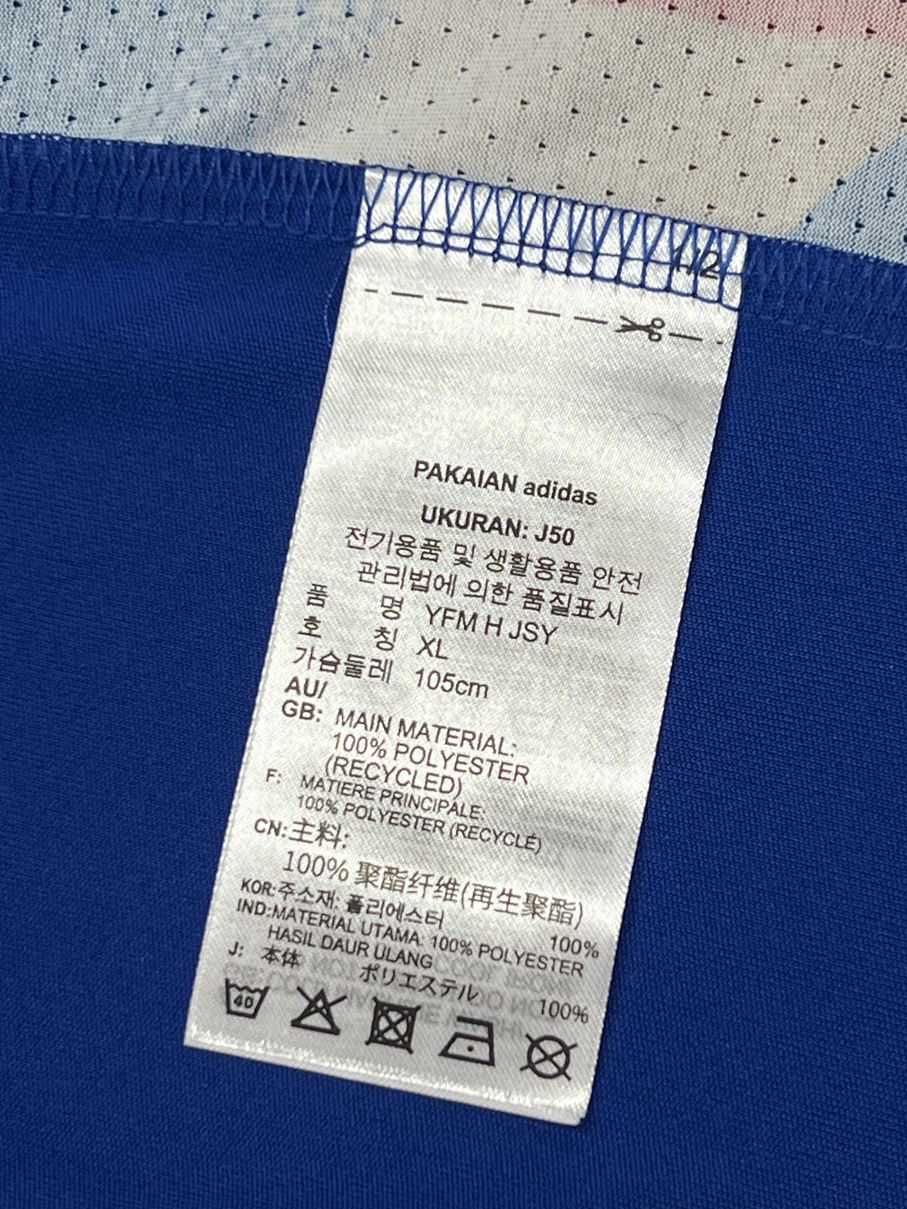 1/2
PAKAIAN adidas
UKURAN: J50
전기용품 및 생활용품 안전
관리법에 의한 품질표시
품 명 YFM H JSY
호 칭 XL
가슴둘레 105cm
AU/
GB: MAIN MATERIAL:
100% POLYESTER
(RECYCLED)
F: MATIERE PRINCIPALE:
100% POLYESTER (RECYCLÉ)
CN:主料:
100% 聚酯纤维(再生聚酯)
KOR:주소재: 폴리에스터 100%
IND:MATERIAL UTAMA: 100% POLYESTER
HASIL DAUR ULANG
J: 本体 ポリエステル 100%
40